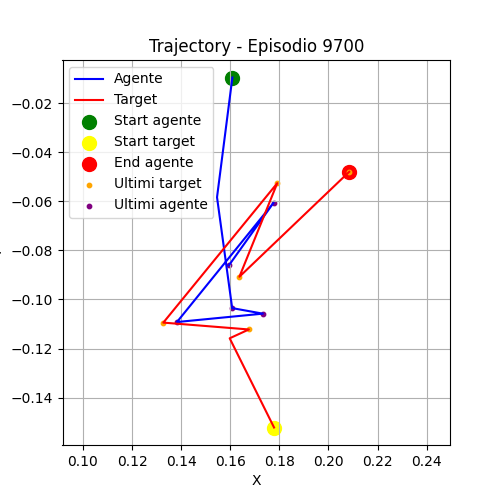 Trajectory - Episodio 9700
Agente
Target
Start agente
Start target
End agente
Ultimi target
Ultimi agente
−0.02
−0.04
−0.06
−0.08
−0.10
−0.12
−0.14
0.10 0.12 0.14 0.16 0.18 0.20 0.22 0.24
X